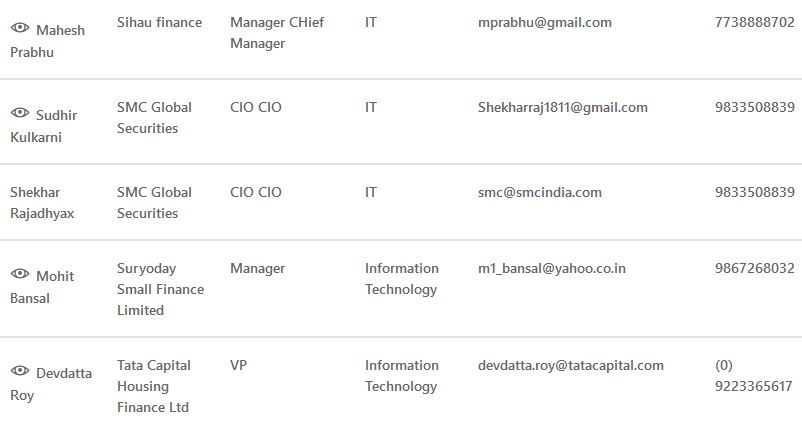 Mahesh Prabhu Sihau finance Manager CHief Manager IT mprabhu@gmail.com 7738888702
Sudhir Kulkarni SMC Global Securities CIO CIO IT Shekharraj1811@gmail.com 9833508839
Shekhar Rajadhyax SMC Global Securities CIO CIO IT smc@smcindia.com 9833508839
Mohit Bansal Suryoday Small Finance Limited Manager Information Technology m1_bansal@yahoo.co.in 9867268032
Devdatta Roy Tata Capital Housing Finance Ltd VP Information Technology devdatta.roy@tatacapital.com (0) 9223365617